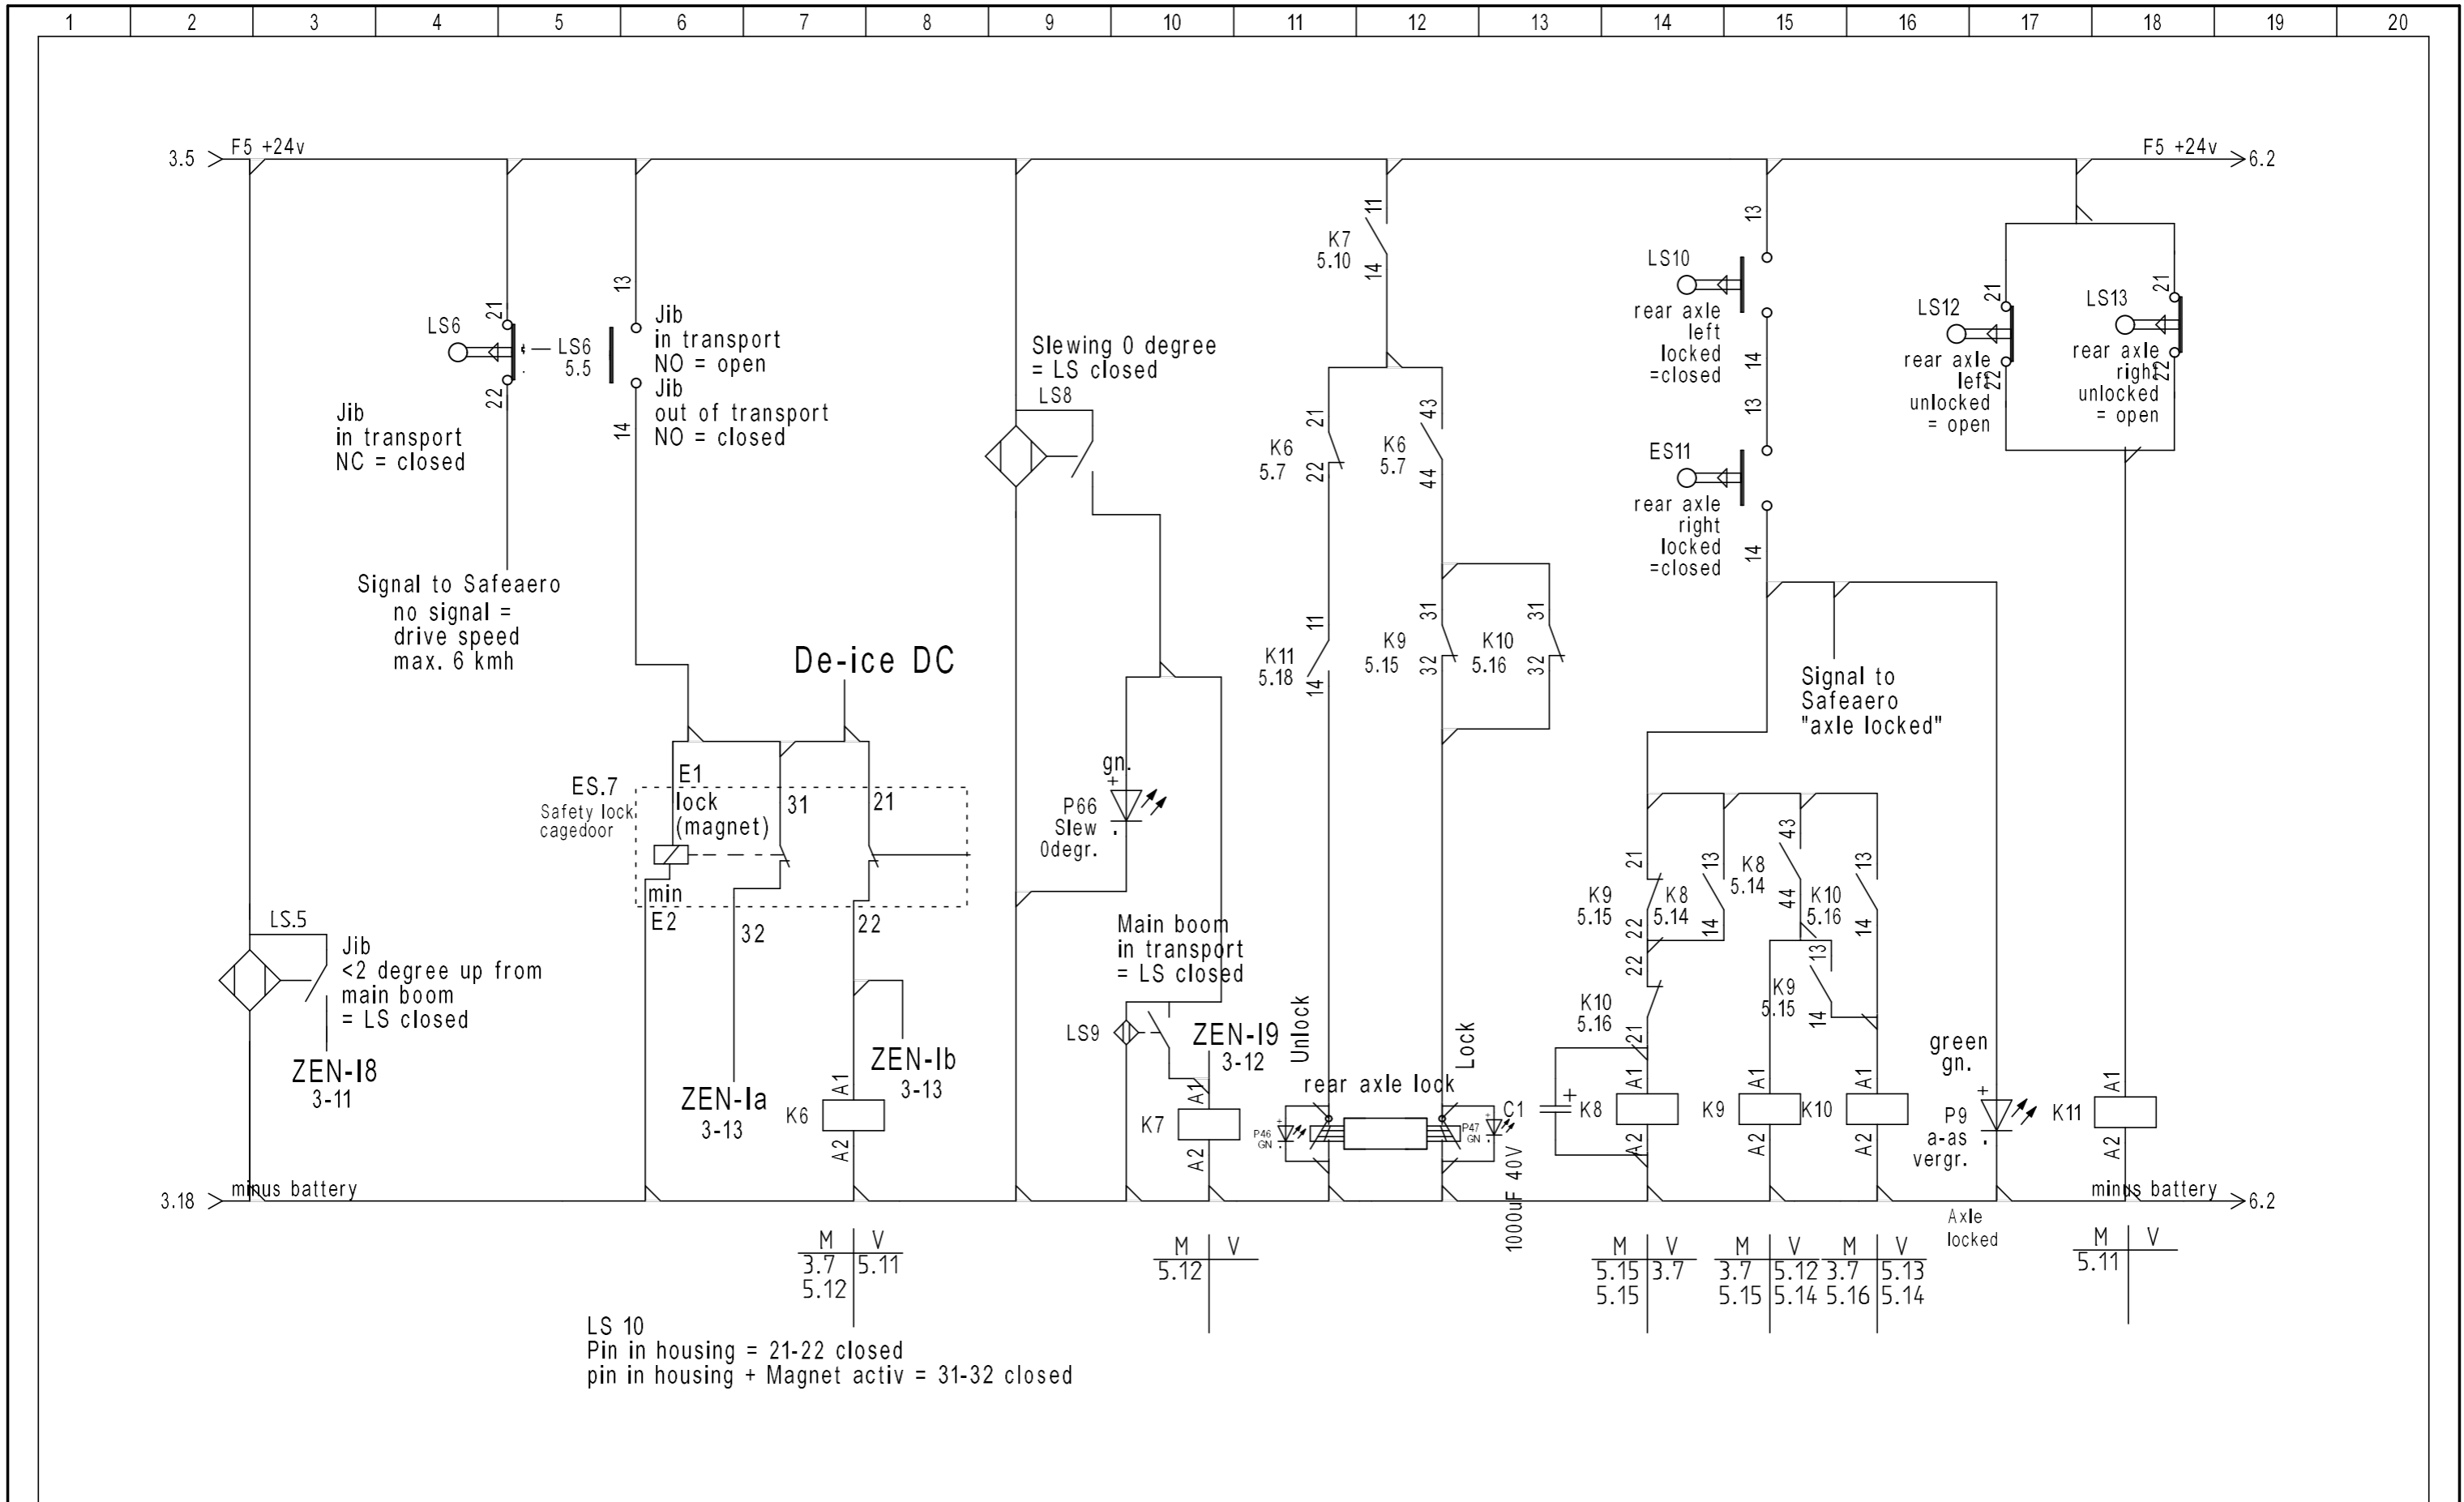 1 2 3 4 5 6 7 8 9 10 11 12 13 14 15 16 17 18 19 20
3.5
F5 +24v
F5 +24v
6.2
LS6
21
22
Jib
in transport
NC = closed
Signal to Safeaero
no signal =
drive speed
max. 6 kmh
LS6
5.5
13
14
Jib
in transport
NO = open
Jib
out of transport
NO = closed
De-ice DC
ES.7
Safety lock
cagedoor
E1
lock
(magnet)
31
21
min
E2
32
22
LS.5
Jib
<2 degree up from
main boom
= LS closed
ZEN-I8
3-11
ZEN-Ia
3-13
ZEN-Ib
3-13
K6
A1
A2
Slewing 0 degree
= LS closed
LS8
gn.
+
P66
Slew
0degr.
Main boom
in transport
= LS closed
LS9
ZEN-I9
3-12
K7
A1
A2
K7
5.10
11
14
K6
5.7
21
22
K6
5.7
43
44
K11
5.18
11
14
K9
5.15
31
32
K10
5.16
31
32
Unlock
Lock
rear axle lock
P46
GN
+
P47
GN
+
C1
+
1000uF 40V
LS10
rear axle
left
locked
=closed
13
14
ES11
rear axle
right
locked
=closed
13
14
Signal to
Safeaero
"axle locked"
K9
5.15
21
22
K8
5.14
13
14
K8
5.14
43
44
K10
5.16
13
14
K10
5.16
22
21
K9
5.15
13
14
K8
A1
A2
K9
A1
A2
K10
A1
A2
green
gn.
+
P9
a-as
vergr.
K11
A1
A2
LS12
21
22
rear axle
left
unlocked
= open
LS13
21
22
rear axle
right
unlocked
= open
3.18
minus battery
minus battery
6.2
Axle
locked
M V
3.7 5.11
5.12
M V
5.12
M V
5.15 3.7
5.15
M V
3.7 5.12
5.15 5.14
M V
3.7 5.13
5.16 5.14
M V
5.11
LS 10
Pin in housing = 21-22 closed
pin in housing + Magnet activ = 31-32 closed